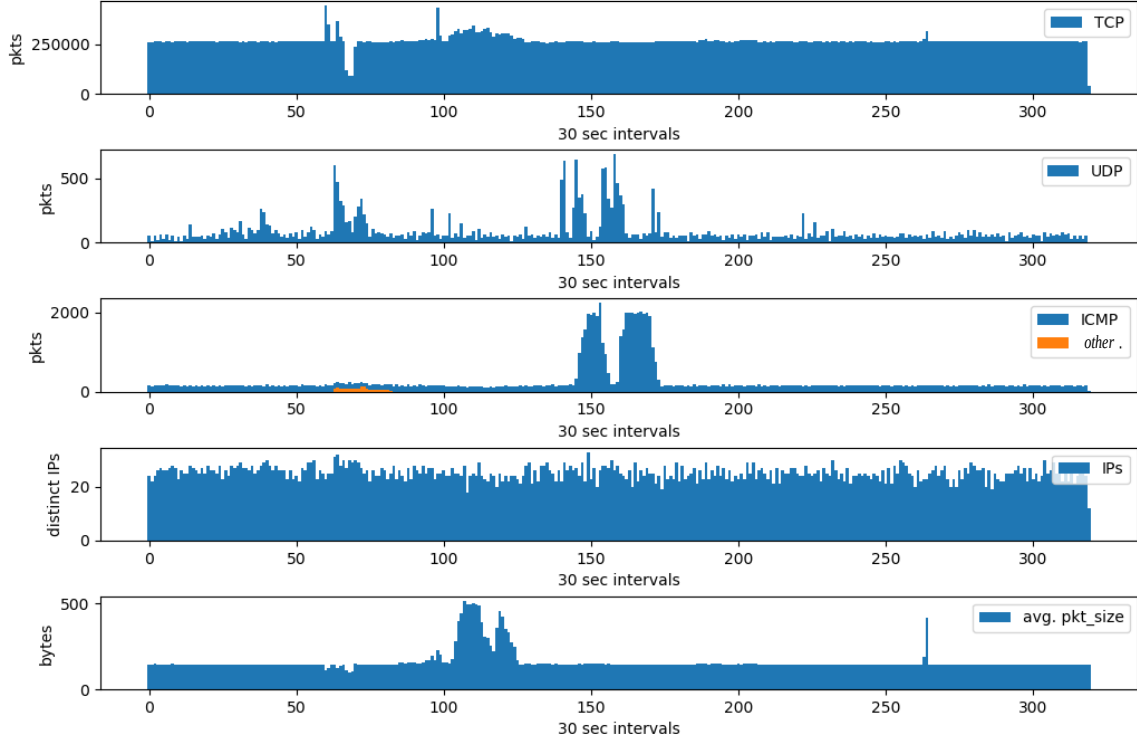 TCP
pkts
250000
0
0 50 100 150 200 250 300
30 sec intervals
UDP
pkts
500
0
0 50 100 150 200 250 300
30 sec intervals
ICMP
other .
pkts
2000
0
0 50 100 150 200 250 300
30 sec intervals
IPs
distinct IPs
20
0
0 50 100 150 200 250 300
30 sec intervals
avg. pkt_size
bytes
500
0
0 50 100 150 200 250 300
30 sec intervals